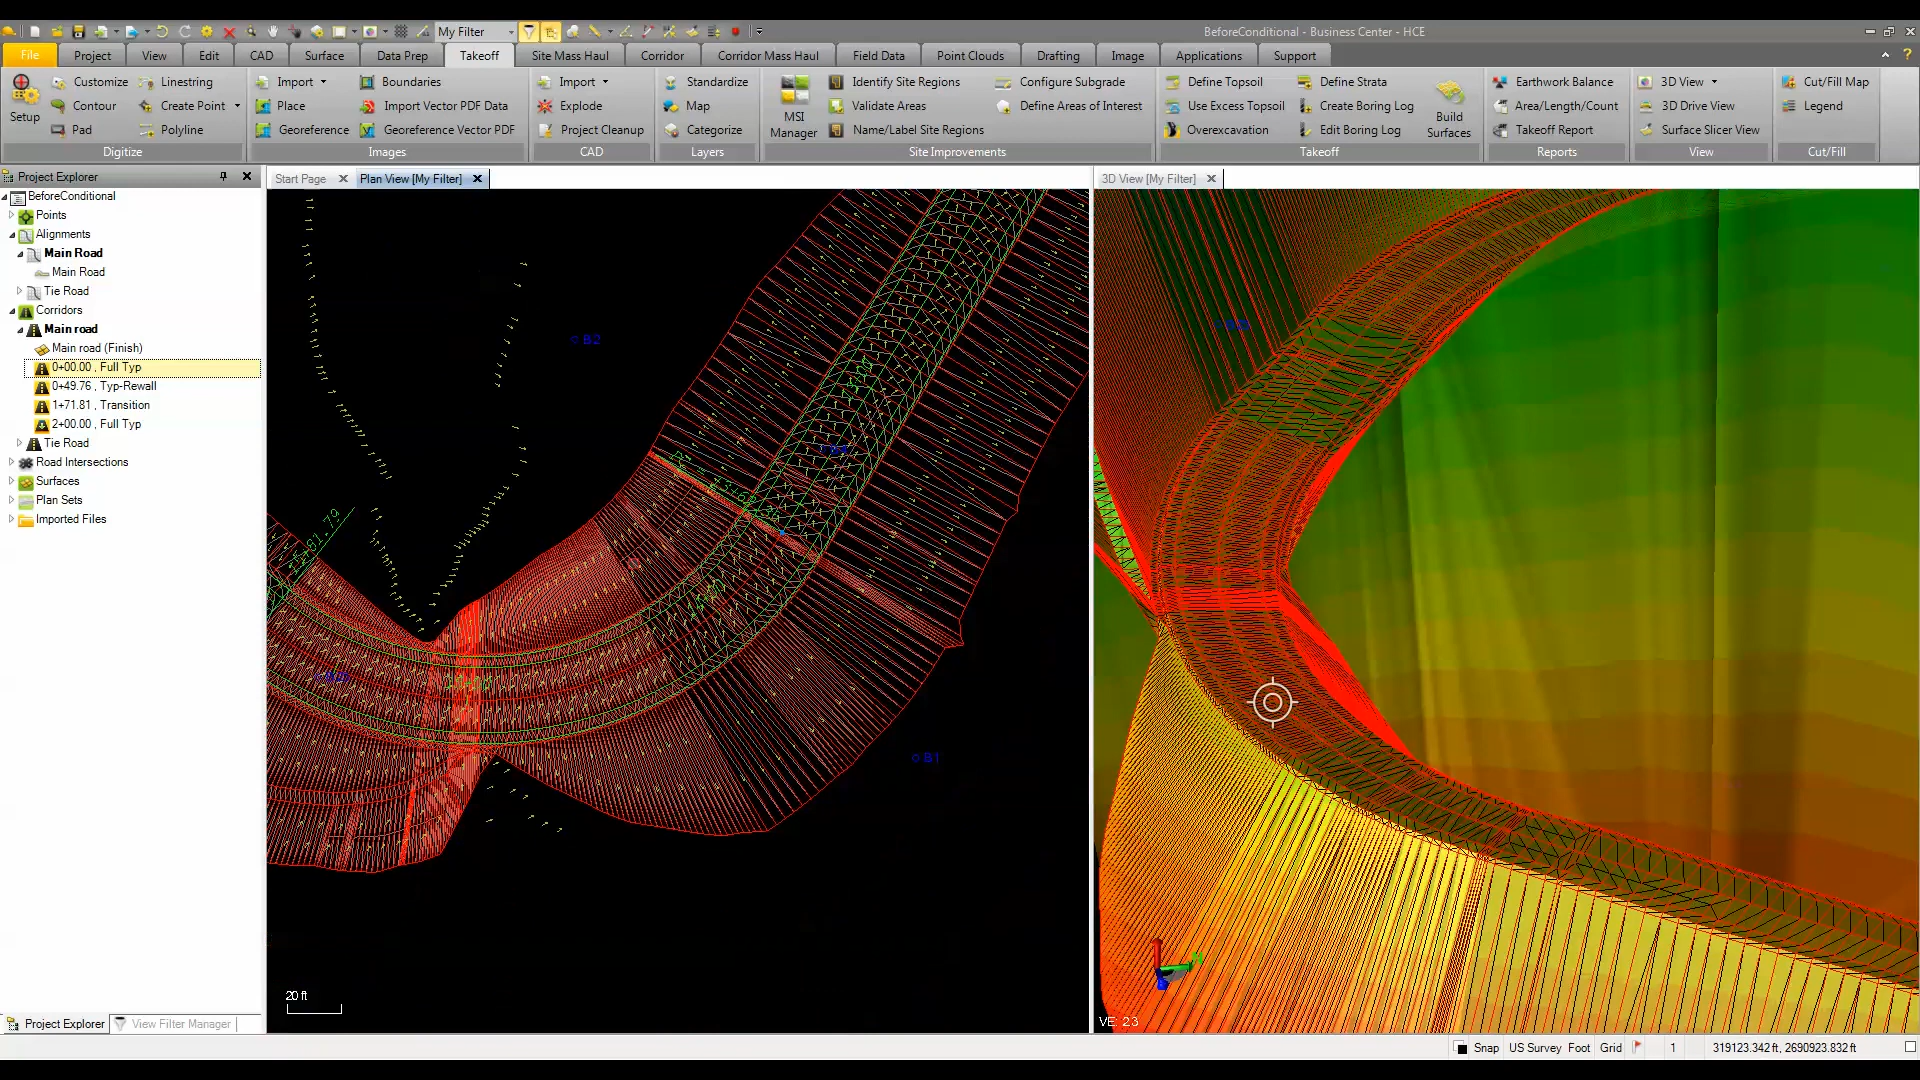 My Filter
BeforeConditional - Business Center - HCE
File Project View Edit CAD Surface Data Prep Takeoff Site Mass Haul Corridor Corridor Mass Haul Field Data Point Clouds Drafting Image Applications Support
Setup
Customize
Contour
Pad
Linestring
Create Point
Polyline
Digitize
Import
Place
Georeference
Boundaries
Import Vector PDF Data
Georeference Vector PDF
Images
Import
Explode
Project Cleanup
CAD
Standardize
Map
Categorize
Layers
MSI
Manager
Identify Site Regions
Validate Areas
Name/Label Site Regions
Configure Subgrade
Define Areas of Interest
Site Improvements
Define Topsoil
Use Excess Topsoil
Overexcavation
Define Strata
Create Boring Log
Edit Boring Log
Build
Surfaces
Takeoff
Earthwork Balance
Area/Length/Count
Takeoff Report
Reports
3D View
3D Drive View
Surface Slicer View
View
Cut/Fill Map
Legend
Cut/Fill
Project Explorer
BeforeConditional
Points
Alignments
Main Road
Main Road
Tie Road
Corridors
Main road
Main road (Finish)
0+00.00 , Full Typ
0+49.76 , Typ-Rewall
1+71.81 , Transition
2+00.00 , Full Typ
Tie Road
Road Intersections
Surfaces
Plan Sets
Imported Files
Project Explorer View Filter Manager
Start Page Plan View [My Filter]
B2
B1
20 ft
3D View [My Filter]
VE: 2.3
Snap US Survey Foot Grid 1 319123.342 ft, 2690923.832 ft